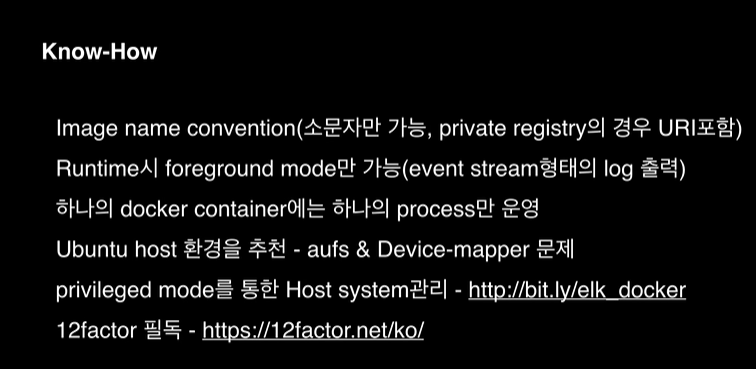 Know-How
Image name convention(소문자만 가능, private registry의 경우 URI포함)
Runtime시 foreground mode만 가능(event stream형태의 log 출력)
하나의 docker container에는 하나의 process만 운영
Ubuntu host 환경을 추천 - aufs & Device-mapper 문제
privileged mode를 통한 Host system관리 - http://bit.ly/elk_docker
12factor 필독 - https://12factor.net/ko/